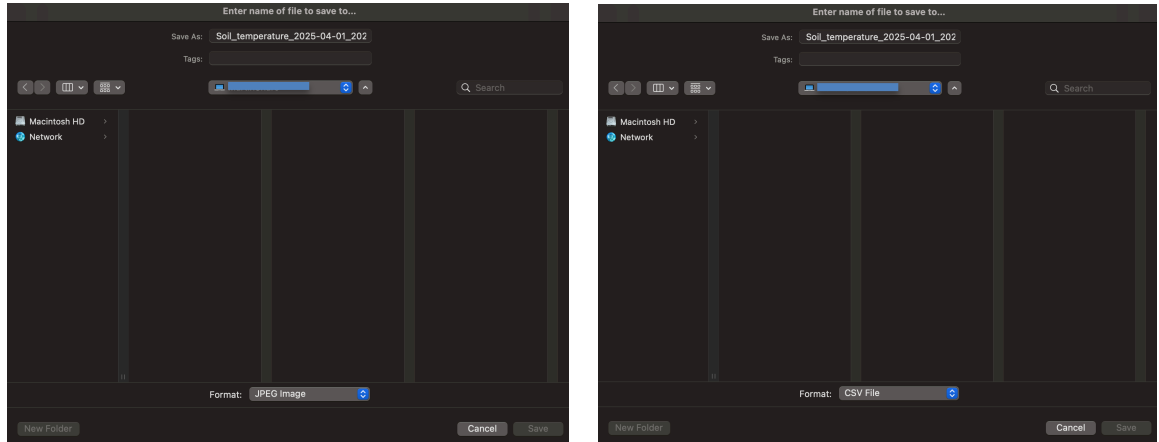 Enter name of file to save to...
Save As: Soil_temperature_2025-04-01_202
Tags:
Search
Macintosh HD
Network
Format: JPEG Image
New Folder Cancel Save
Enter name of file to save to...
Save As: Soil_temperature_2025-04-01_202
Tags:
Search
Macintosh HD
Network
Format: CSV File
New Folder Cancel Save